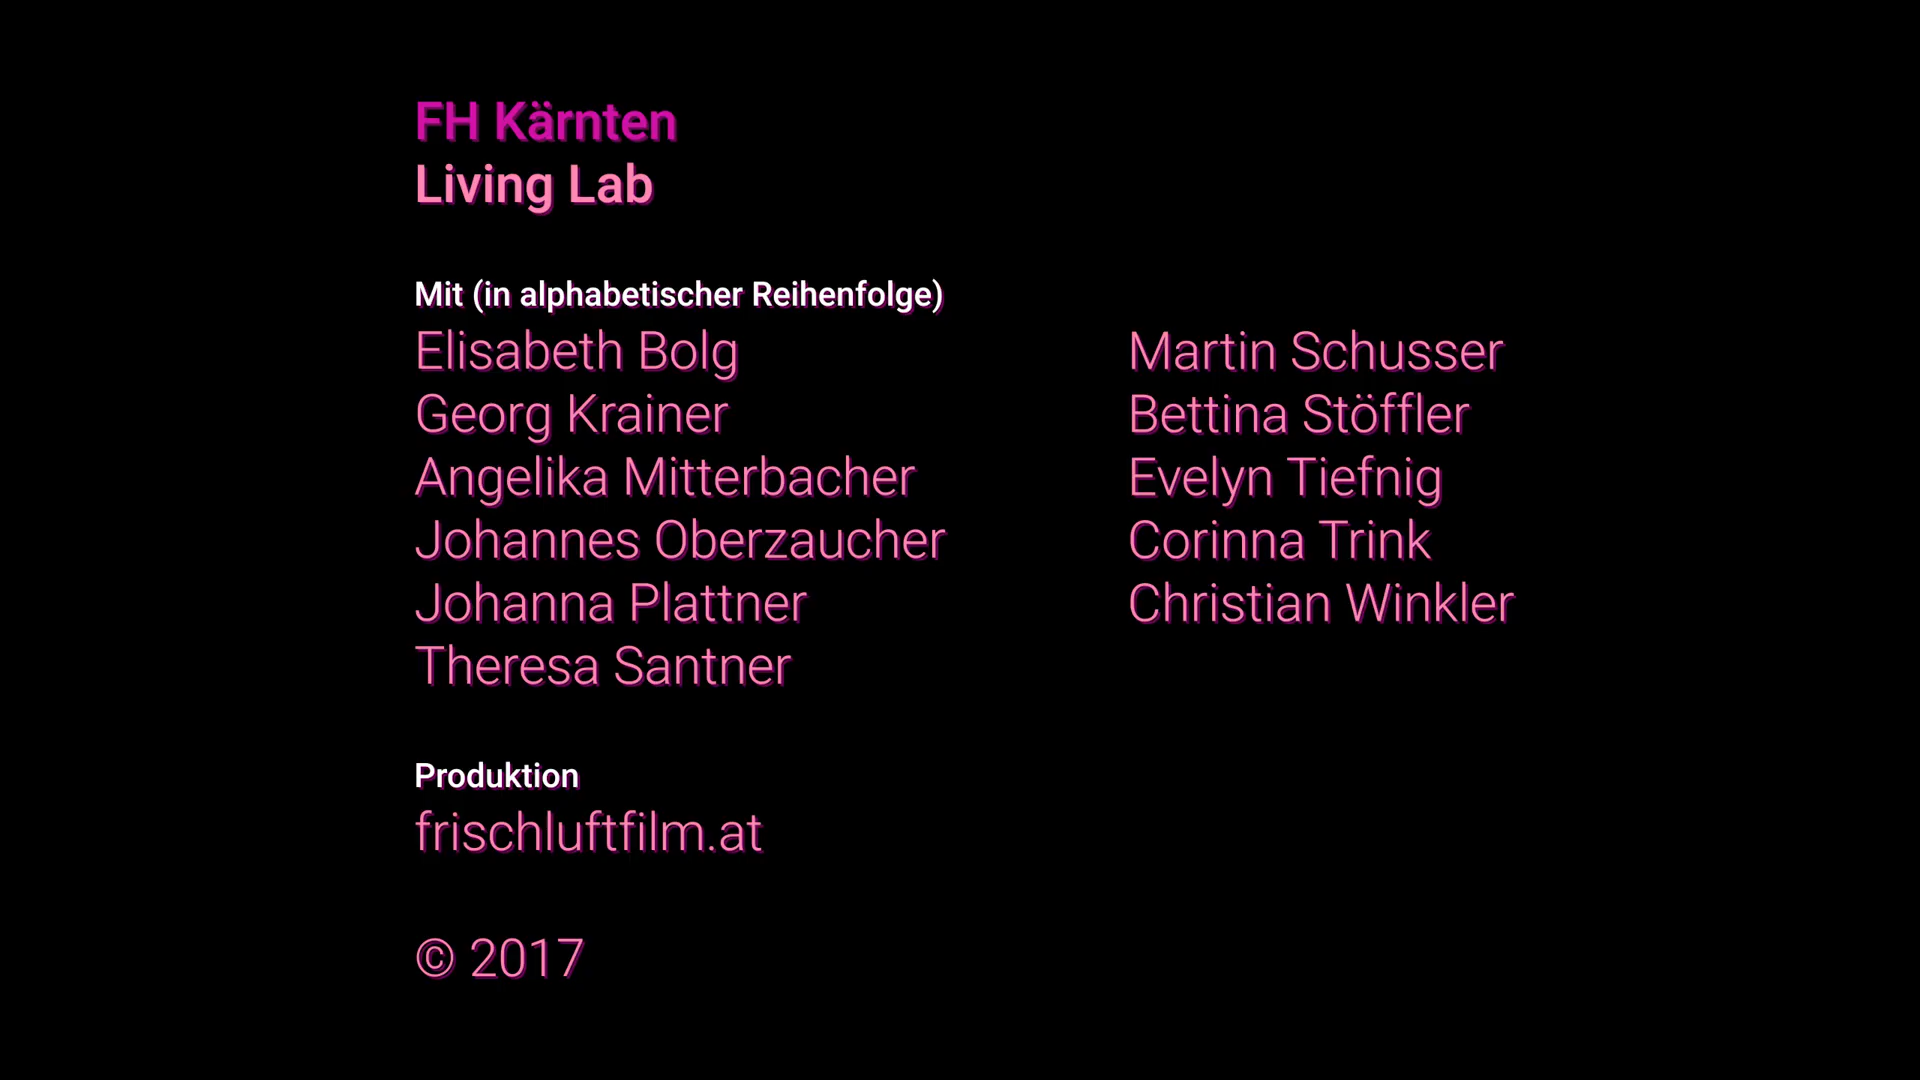 FH Kärnten
Living Lab
Mit (in alphabetischer Reihenfolge)
Elisabeth Bolg
Georg Krainer
Angelika Mitterbacher
Johannes Oberzaucher
Johanna Plattner
Theresa Santner
Martin Schusser
Bettina Stöffler
Evelyn Tiefnig
Corinna Trink
Christian Winkler
Produktion
frischluftfilm.at
© 2017